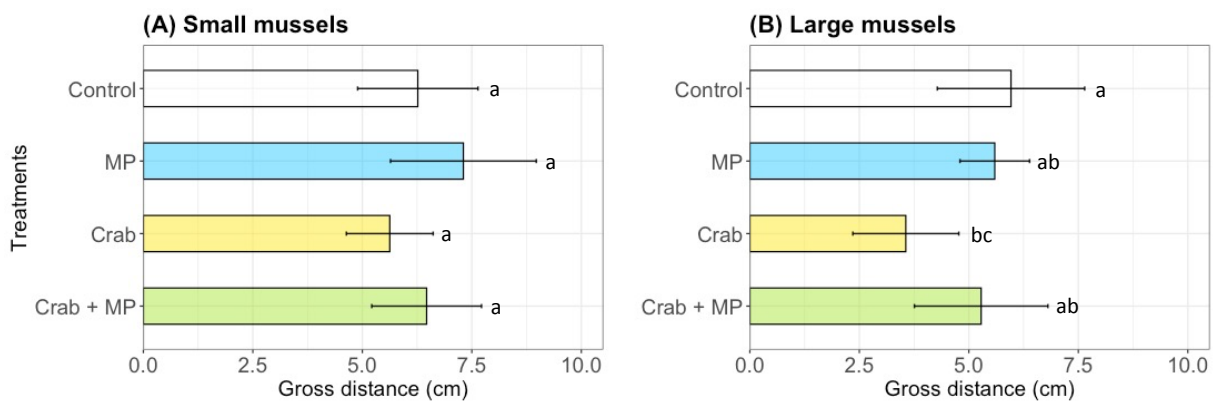 (A) Small mussels
Treatments
Control
a
MP
a
Crab
a
Crab + MP
a
0.0 2.5 5.0 7.5 10.0
Gross distance (cm)
(B) Large mussels
Control
a
MP
ab
Crab
bc
Crab + MP
ab
0.0 2.5 5.0 7.5 10.0
Gross distance (cm)